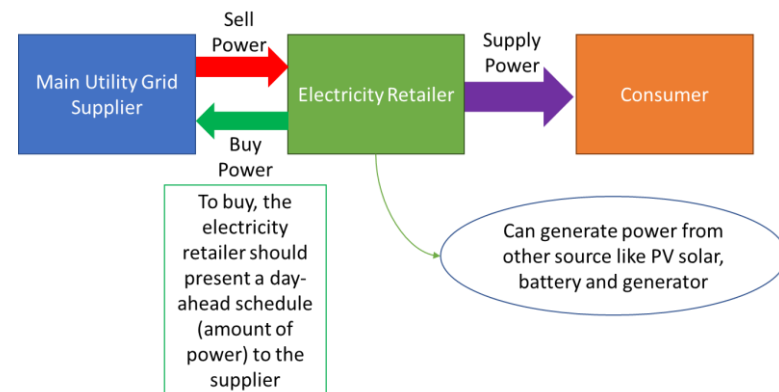 Sell
Power
Main Utility Grid
Supplier
Electricity Retailer
Supply
Power
Consumer
Buy
Power
To buy, the
electricity
retailer should
present a day-
ahead schedule
(amount of
power) to the
supplier
Can generate power from
other source like PV solar,
battery and generator